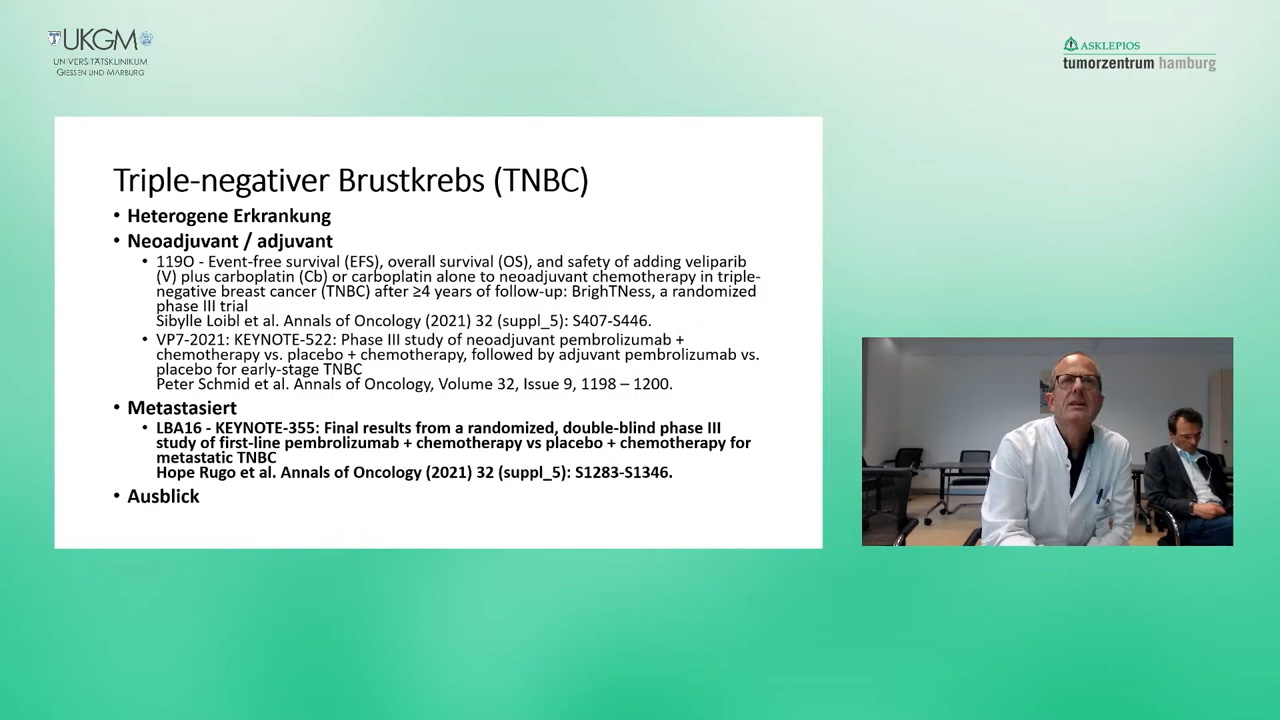 UKGM
UNIVERSITÄTSKLINIKUM
GIESSEN UND MARBURG
ASKLEPIOS
tumorzentrum hamburg
Triple-negativer Brustkrebs (TNBC)
• Heterogene Erkrankung
• Neoadjuvant / adjuvant
• 119O - Event-free survival (EFS), overall survival (OS), and safety of adding veliparib
(V) plus carboplatin (Cb) or carboplatin alone to neoadjuvant chemotherapy in triple-
negative breast cancer (TNBC) after ≥4 years of follow-up: BrighTNess, a randomized
phase III trial
Sibylle Loibl et al. Annals of Oncology (2021) 32 (suppl_5): S407-S446.
• VP7-2021: KEYNOTE-522: Phase III study of neoadjuvant pembrolizumab +
chemotherapy vs. placebo + chemotherapy, followed by adjuvant pembrolizumab vs.
placebo for early-stage TNBC
Peter Schmid et al. Annals of Oncology, Volume 32, Issue 9, 1198 – 1200.
• Metastasiert
• LBA16 - KEYNOTE-355: Final results from a randomized, double-blind phase III
study of first-line pembrolizumab + chemotherapy vs placebo + chemotherapy for
metastatic TNBC
Hope Rugo et al. Annals of Oncology (2021) 32 (suppl_5): S1283-S1346.
• Ausblick